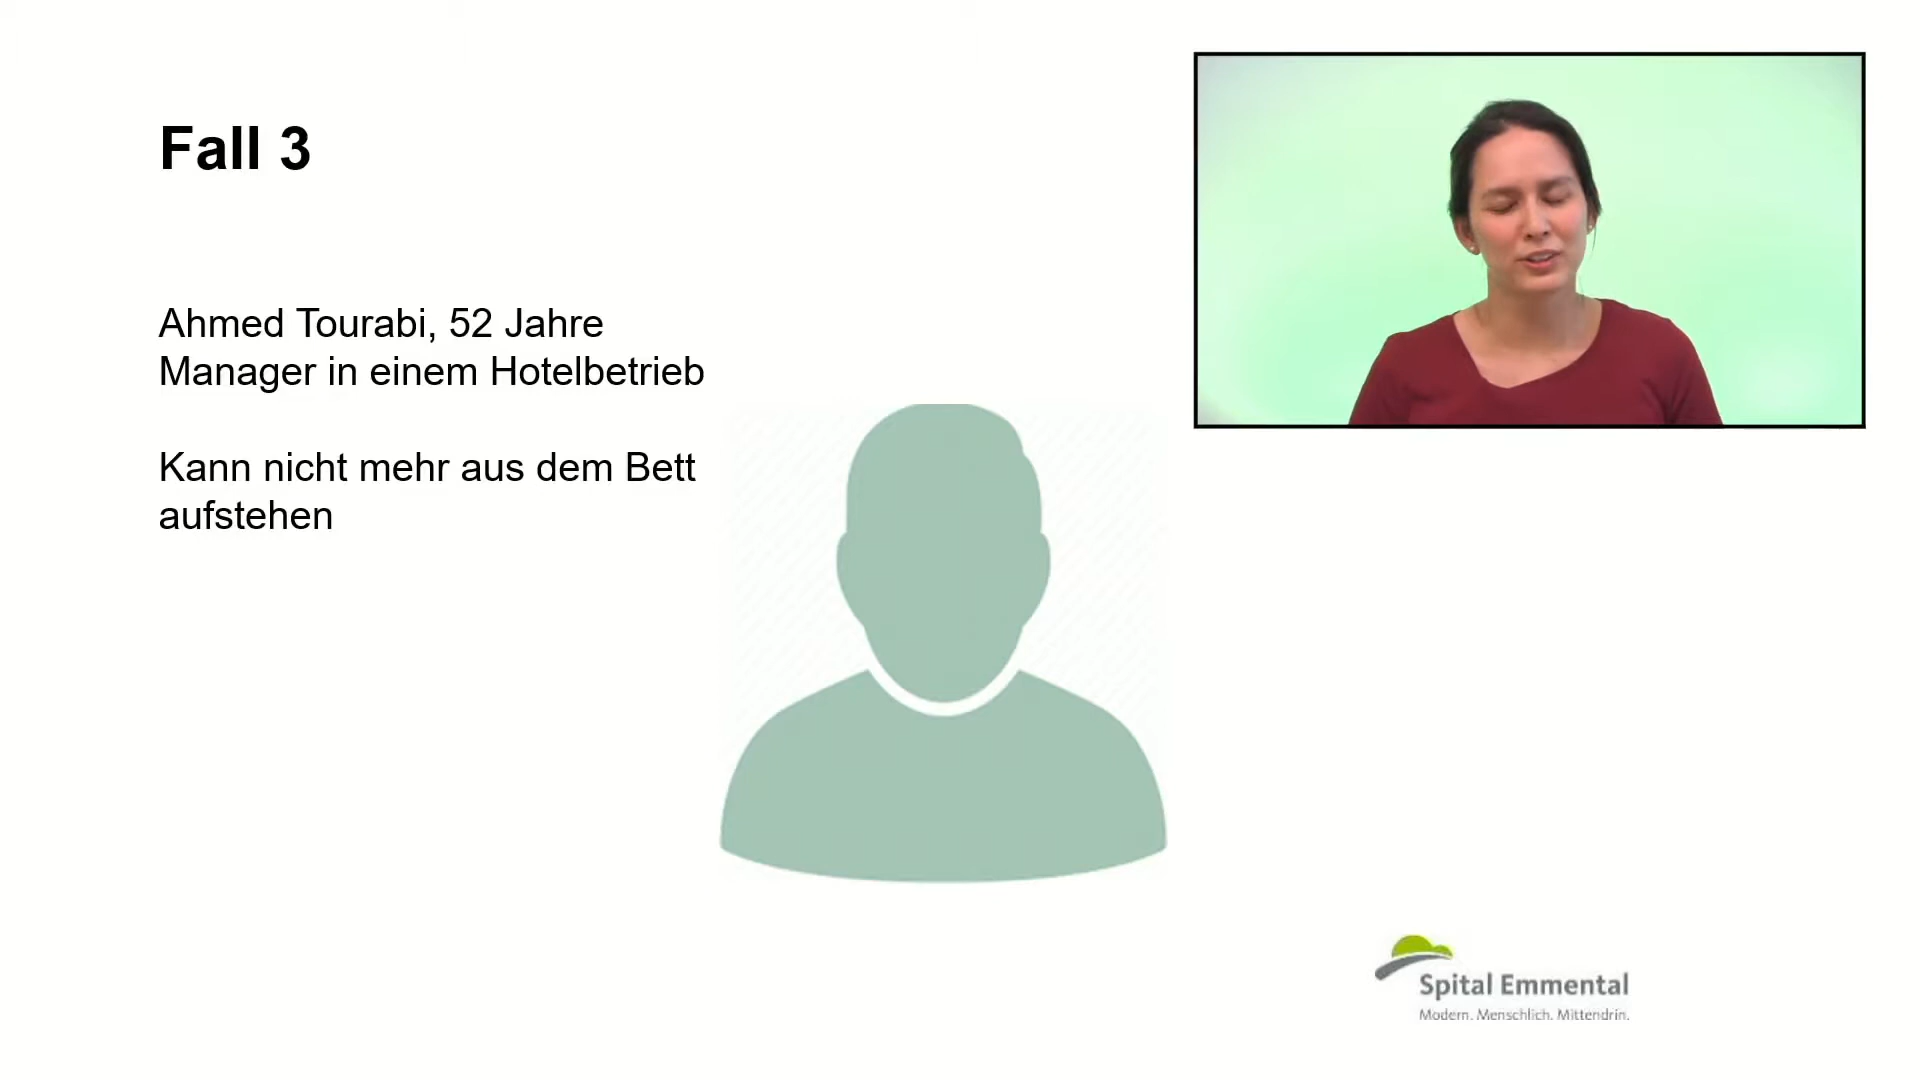 Fall 3
Ahmed Tourabi, 52 Jahre
Manager in einem Hotelbetrieb
Kann nicht mehr aus dem Bett
aufstehen
Spital Emmental
Modern. Menschlich. Mittendrin.